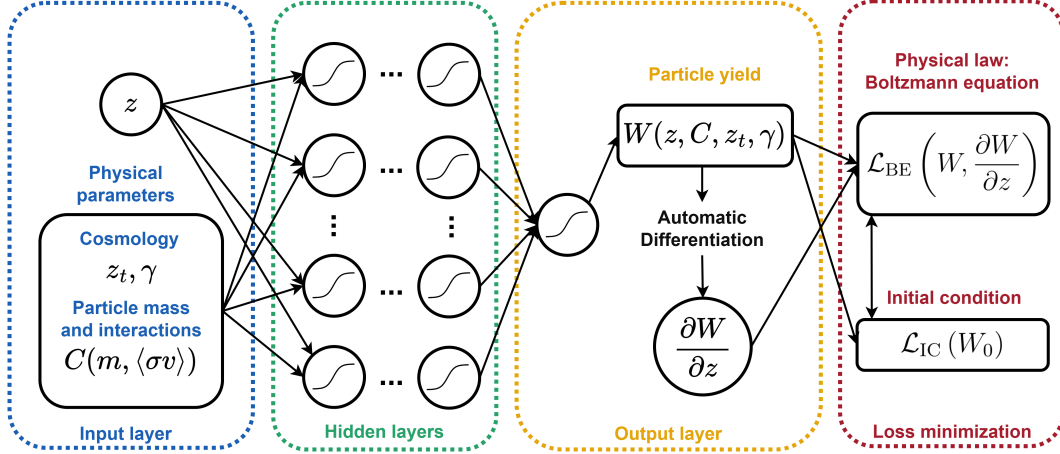 z
Physical
parameters
Cosmology
z_t, γ
Particle mass
and interactions
C(m, ⟨σv⟩)
Input layer
...
...
⋮
⋮
...
...
Hidden layers
Particle yield
W(z, C, z_t, γ)
Automatic
Differentiation
∂W
∂z
Output layer
Physical law:
Boltzmann equation
ℒ_BE (W, ∂W/∂z)
Initial condition
ℒ_IC (W_0)
Loss minimization